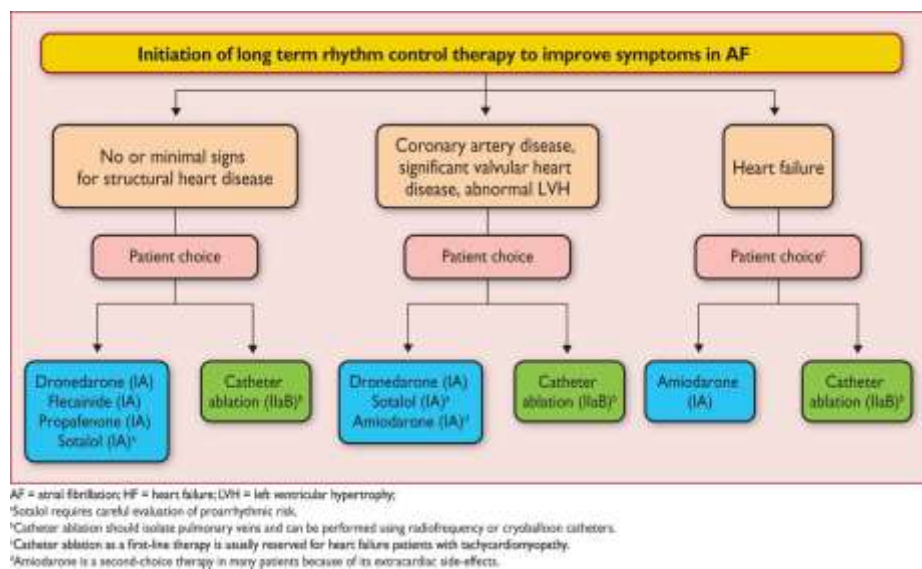 Initiation of long term rhythm control therapy to improve symptoms in AF
No or minimal signs
for structural heart disease
Coronary artery disease,
significant valvular heart
disease, abnormal LVH
Heart failure
Patient choice
Patient choice
Patient choiceᶜ
Dronedarone (IA)
Flecainide (IA)
Propafenone (IA)
Sotalol (IA)ᵃ
Catheter
ablation (IIaB)ᵇ
Dronedarone (IA)
Sotalol (IA)ᵃ
Amiodarone (IA)ᵈ
Catheter
ablation (IIaB)ᵇ
Amiodarone
(IA)
Catheter
ablation (IIaB)ᵇ
AF = atrial fibrillation; HF = heart failure; LVH = left ventricular hypertrophy;
ᵃSotalol requires careful evaluation of proarrhythmic risk.
ᵇCatheter ablation should isolate pulmonary veins and can be performed using radiofrequency or cryoballoon catheters.
ᶜCatheter ablation as a first-line therapy is usually reserved for heart failure patients with tachycardiomyopathy.
ᵈAmiodarone is a second-choice therapy in many patients because of its extracardiac side-effects.